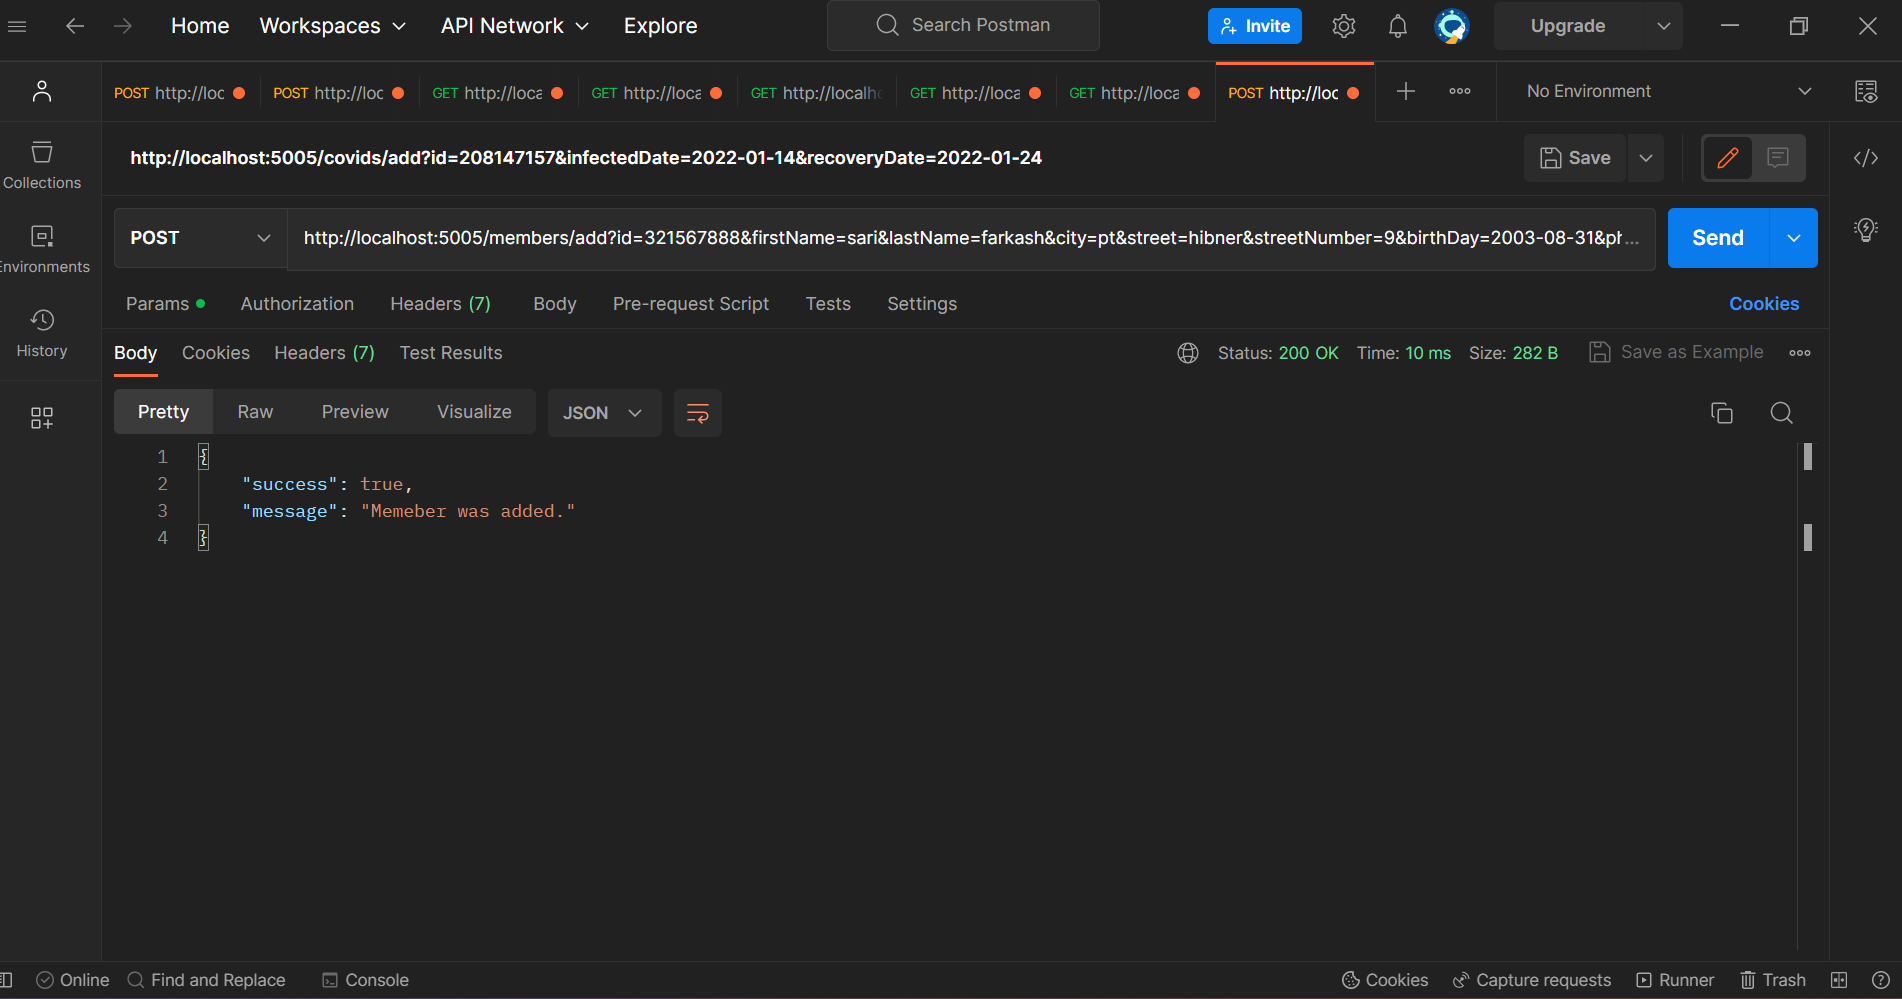 Home Workspaces API Network Explore Search Postman Invite Upgrade
POST http://loc POST http://loc GET http://loca GET http://loca GET http://localh GET http://loca GET http://loca POST http://loc No Environment
http://localhost:5005/covids/add?id=208147157&infectedDate=2022-01-14&recoveryDate=2022-01-24 Save
Collections
POST http://localhost:5005/members/add?id=321567888&firstName=sari&lastName=farkash&city=pt&street=hibner&streetNumber=9&birthDay=2003-08-31&ph... Send
Environments
Params Authorization Headers (7) Body Pre-request Script Tests Settings Cookies
History
Body Cookies Headers (7) Test Results Status: 200 OK Time: 10 ms Size: 282 B Save as Example
Pretty Raw Preview Visualize JSON
1 {
2 "success": true,
3 "message": "Memeber was added."
4 }
Online Find and Replace Console Cookies Capture requests Runner Trash